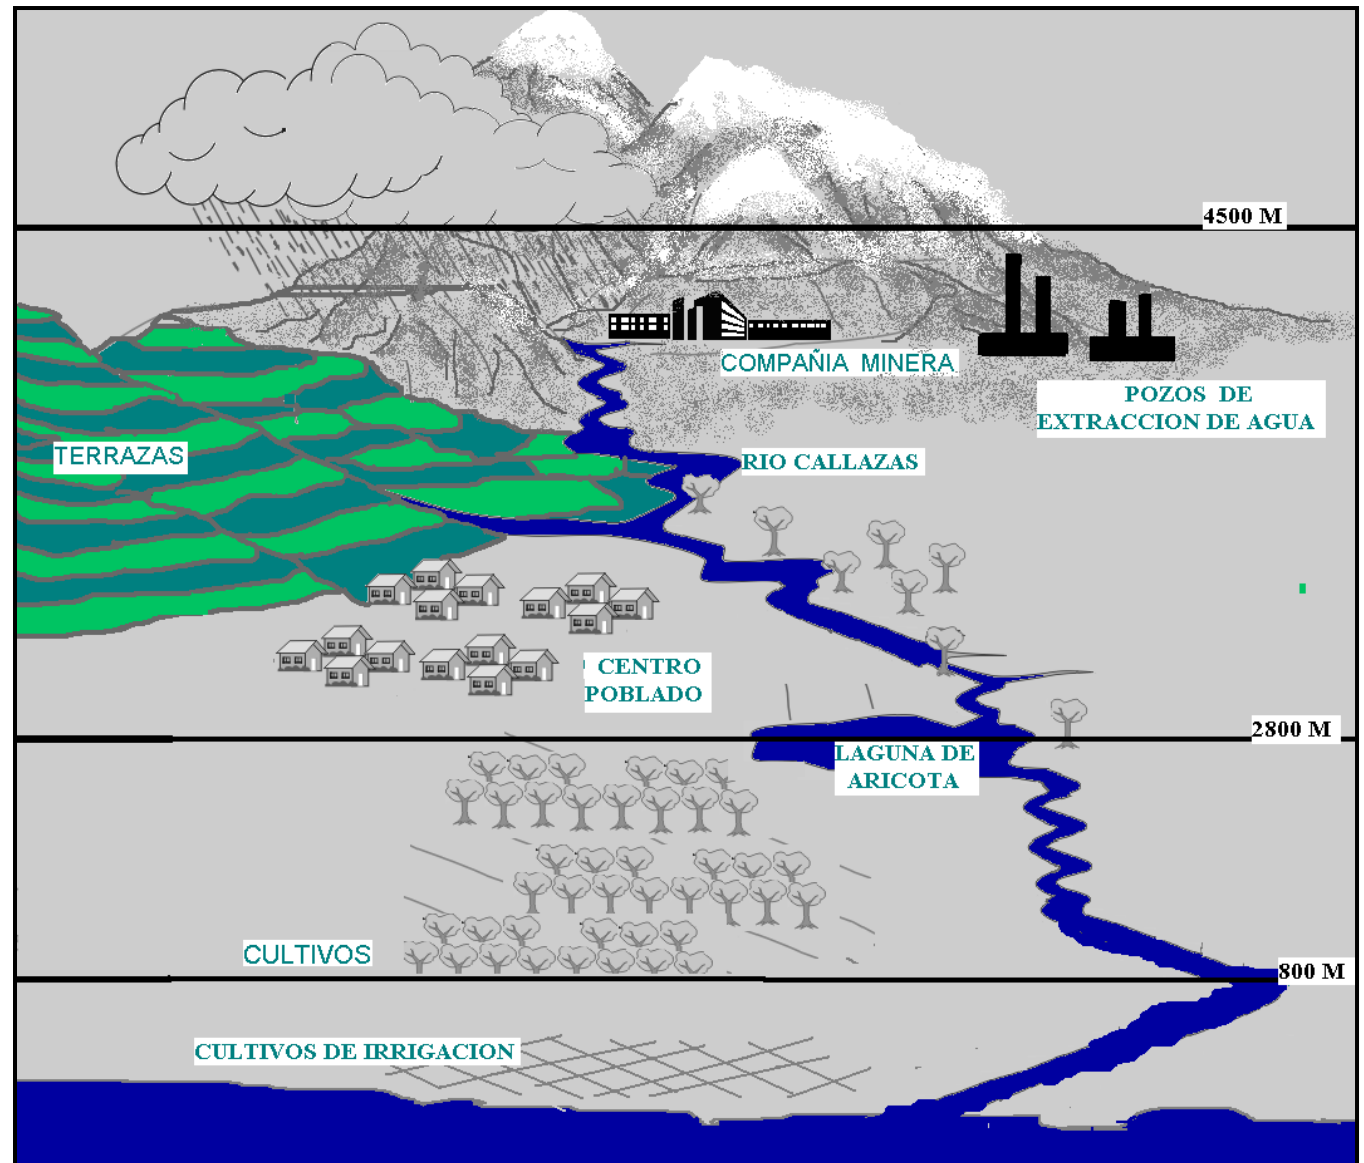 4500 M
COMPAÑIA MINERA
POZOS DE
EXTRACCION DE AGUA
TERRAZAS
RIO CALLAZAS
CENTRO
POBLADO
2800 M
LAGUNA DE
ARICOTA
CULTIVOS
800 M
CULTIVOS DE IRRIGACION